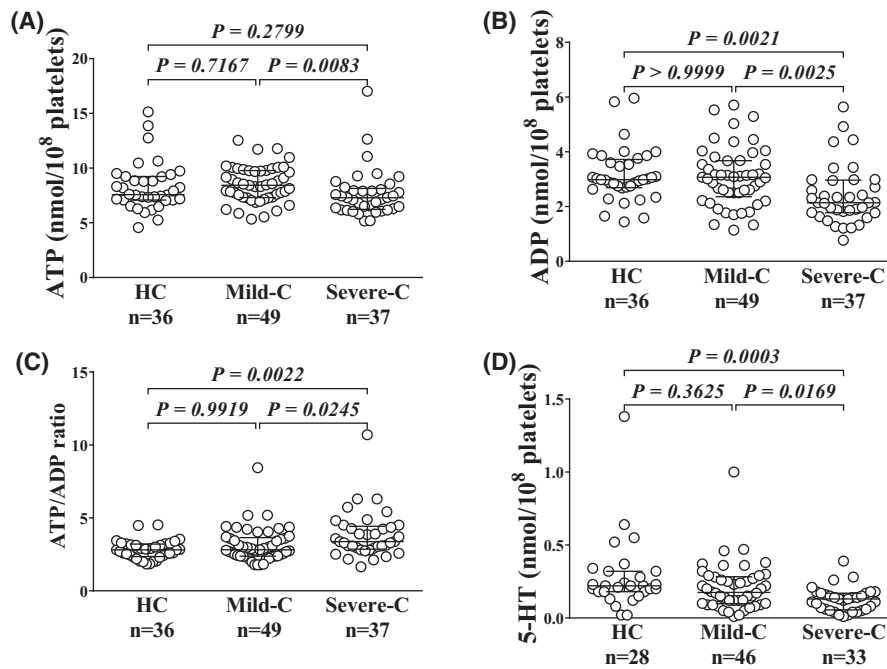 (A)
P = 0.2799
P = 0.7167 P = 0.0083
ATP (nmol/10⁸ platelets)
20
15
10
5
0
HC Mild-C Severe-C
n=36 n=49 n=37
(B)
P = 0.0021
P > 0.9999 P = 0.0025
ADP (nmol/10⁸ platelets)
8
6
4
2
0
HC Mild-C Severe-C
n=36 n=49 n=37
(C)
P = 0.0022
P = 0.9919 P = 0.0245
ATP/ADP ratio
15
10
5
0
HC Mild-C Severe-C
n=36 n=49 n=37
(D)
P = 0.0003
P = 0.3625 P = 0.0169
5-HT (nmol/10⁸ platelets)
1.5
1.0
0.5
0.0
HC Mild-C Severe-C
n=28 n=46 n=33